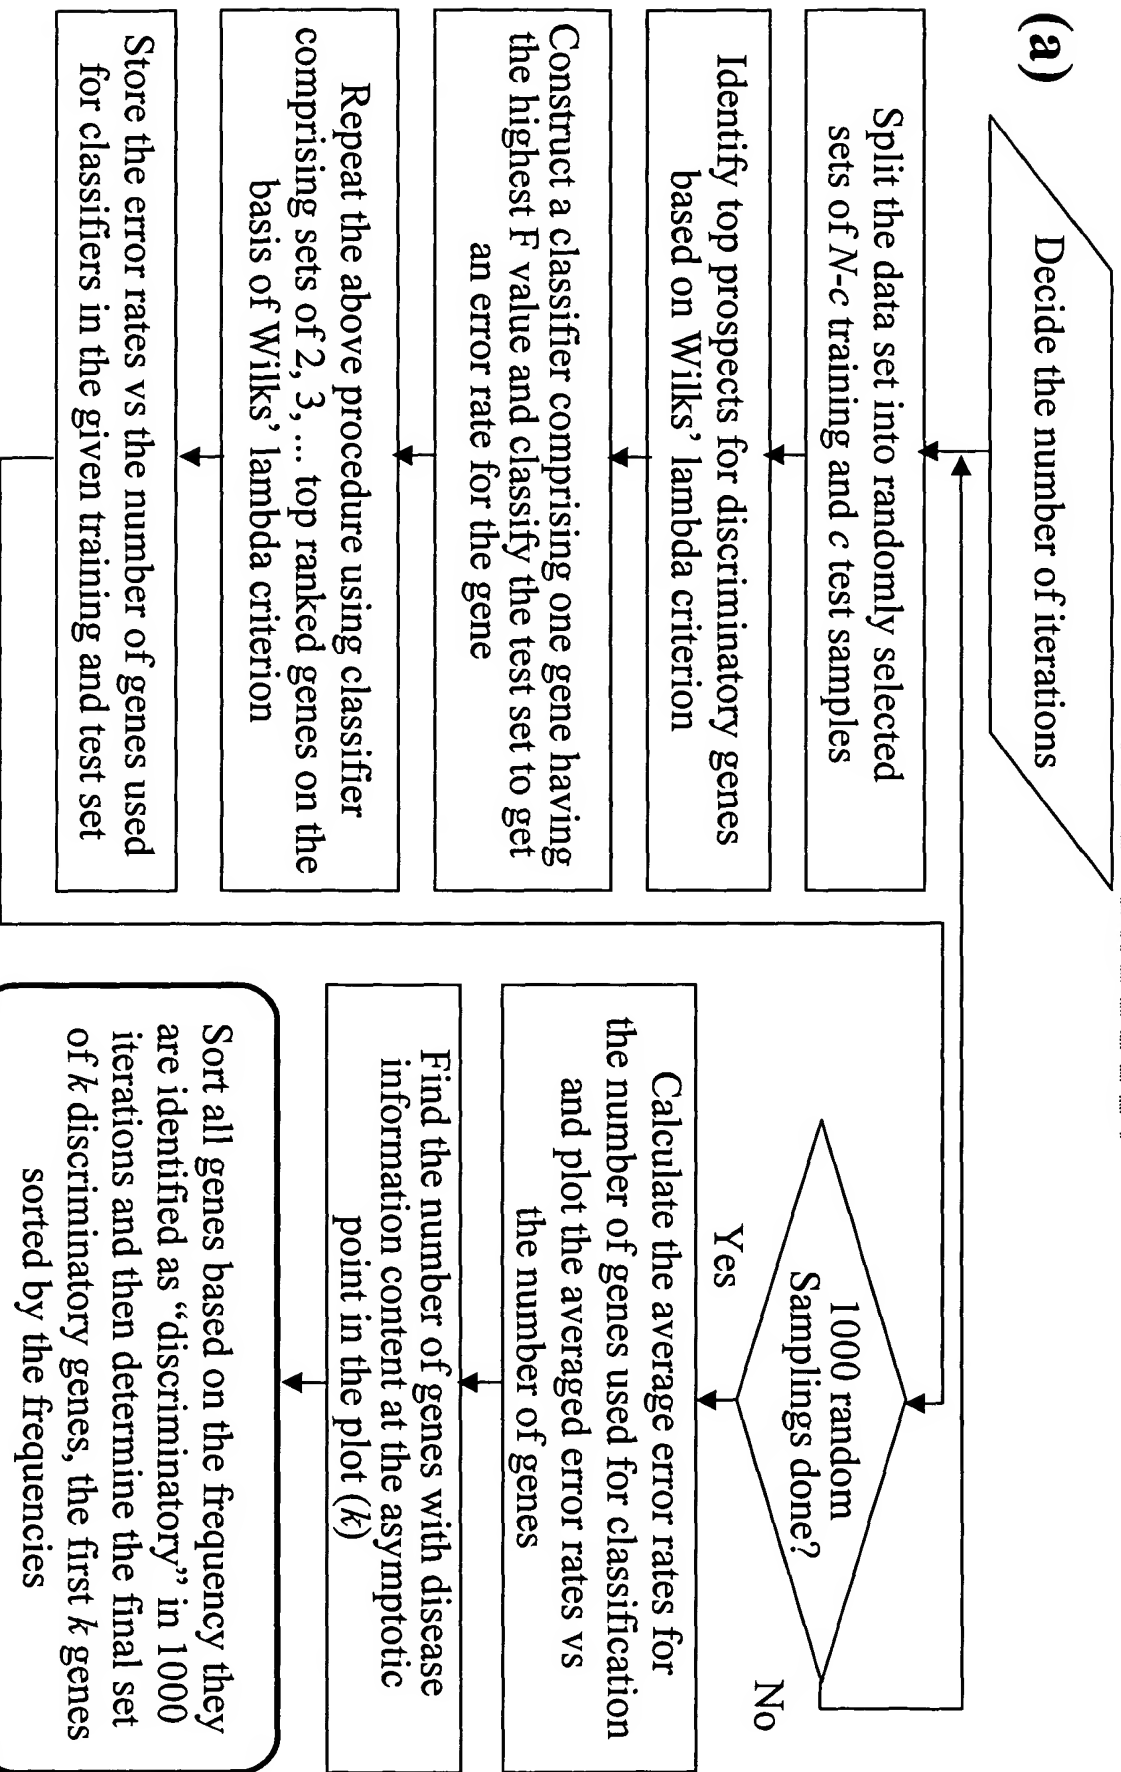 (a)
Decide the number of iterations
Split the data set into randomly selected
sets of N-c training and c test samples
Identify top prospects for discriminatory genes
based on Wilks’ lambda criterion
Construct a classifier comprising one gene having
the highest F value and classify the test set to get
an error rate for the gene
Repeat the above procedure using classifier
comprising sets of 2, 3, ... top ranked genes on the
basis of Wilks’ lambda criterion
Store the error rates vs the number of genes used
for classifiers in the given training and test set
1000 random
Samplings done?
No
Yes
Calculate the average error rates for
the number of genes used for classification
and plot the averaged error rates vs
the number of genes
Find the number of genes with disease
information content at the asymptotic
point in the plot (k)
Sort all genes based on the frequency they
are identified as “discriminatory” in 1000
iterations and then determine the final set
of k discriminatory genes, the first k genes
sorted by the frequencies